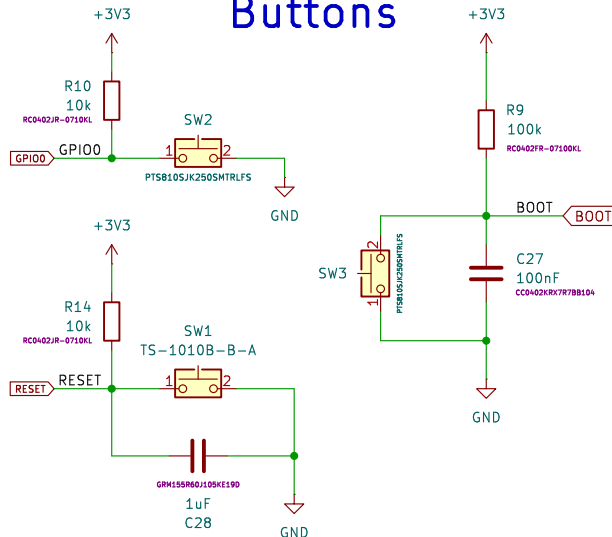 Buttons
+3V3
R10
10k
RC0402JR-0710KL
GPIO0
GPIO0
SW2
1
2
PTS810SJK250SMTRLFS
GND
+3V3
R9
100k
RC0402FR-07100KL
BOOT
BOOT
SW3
2
1
PTS810SJK250SMTRLFS
C27
100nF
CC0402KRX7R7BB104
GND
+3V3
R14
10k
RC0402JR-0710KL
RESET
RESET
SW1
TS-1010B-B-A
1
2
GRM155R60J105KE19D
1uF
C28
GND